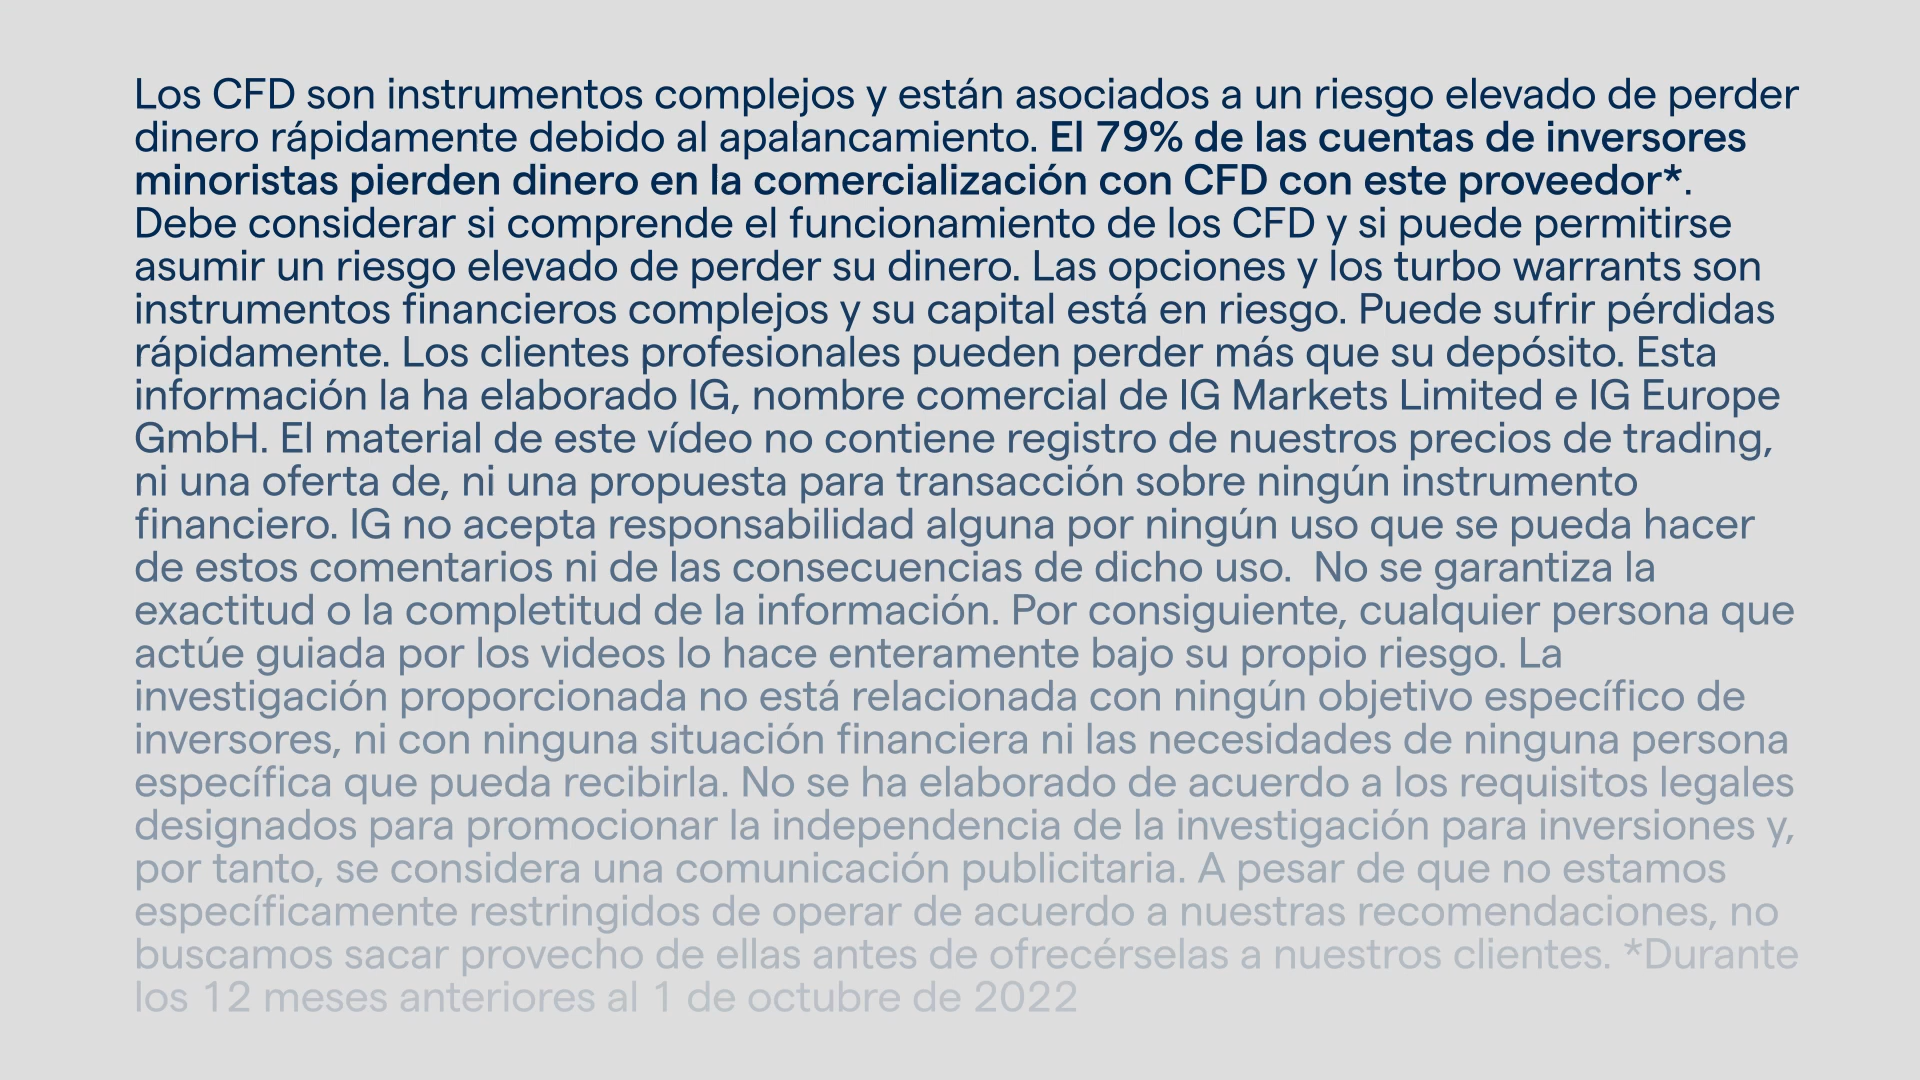 Los CFD son instrumentos complejos y están asociados a un riesgo elevado de perder
dinero rápidamente debido al apalancamiento. El 79% de las cuentas de inversores
minoristas pierden dinero en la comercialización con CFD con este proveedor*.
Debe considerar si comprende el funcionamiento de los CFD y si puede permitirse
asumir un riesgo elevado de perder su dinero. Las opciones y los turbo warrants son
instrumentos financieros complejos y su capital está en riesgo. Puede sufrir pérdidas
rápidamente. Los clientes profesionales pueden perder más que su depósito. Esta
información la ha elaborado IG, nombre comercial de IG Markets Limited e IG Europe
GmbH. El material de este vídeo no contiene registro de nuestros precios de trading,
ni una oferta de, ni una propuesta para transacción sobre ningún instrumento
financiero. IG no acepta responsabilidad alguna por ningún uso que se pueda hacer
de estos comentarios ni de las consecuencias de dicho uso.  No se garantiza la
exactitud o la completitud de la información. Por consiguiente, cualquier persona que
actúe guiada por los videos lo hace enteramente bajo su propio riesgo. La
investigación proporcionada no está relacionada con ningún objetivo específico de
inversores, ni con ninguna situación financiera ni las necesidades de ninguna persona
específica que pueda recibirla. No se ha elaborado de acuerdo a los requisitos legales
designados para promocionar la independencia de la investigación para inversiones y,
por tanto, se considera una comunicación publicitaria. A pesar de que no estamos
específicamente restringidos de operar de acuerdo a nuestras recomendaciones, no
buscamos sacar provecho de ellas antes de ofrecérselas a nuestros clientes. *Durante
los 12 meses anteriores al 1 de octubre de 2022